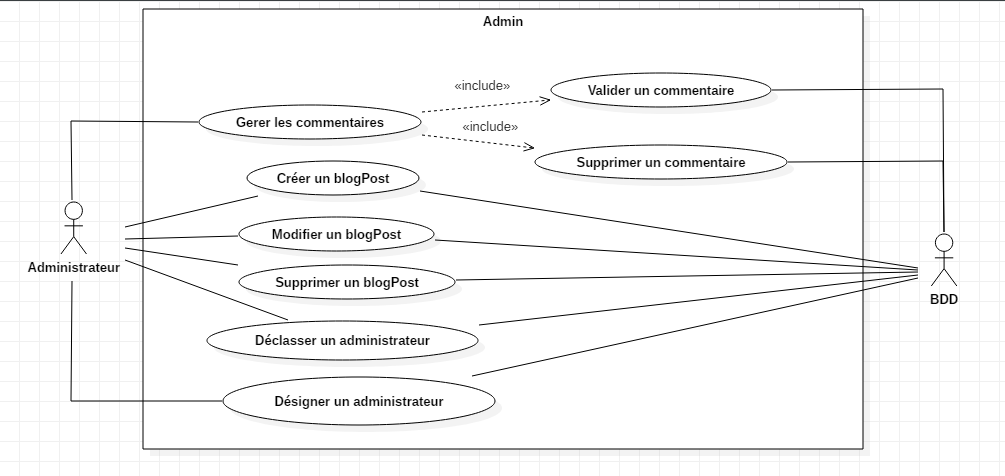 Admin
«include»
Valider un commentaire
Gerer les commentaires
«include»
Supprimer un commentaire
Créer un blogPost
Modifier un blogPost
Administrateur
Supprimer un blogPost
BDD
Déclasser un administrateur
Désigner un administrateur